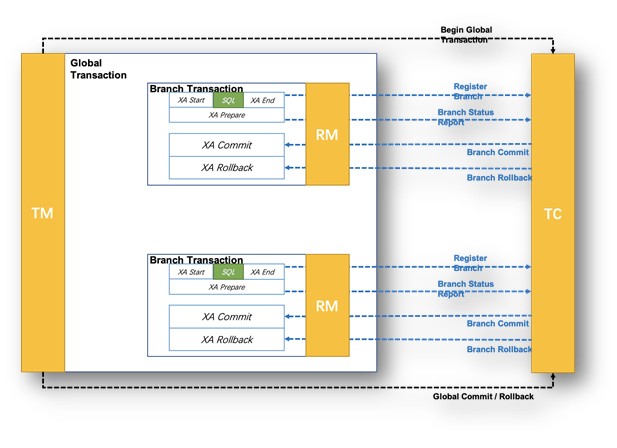 Begin Global
Transaction
Global
Transaction
TM
TC
Branch Transaction
XA Start
SQL
XA End
XA Prepare
XA Commit
XA Rollback
RM
Register
Branch
Branch Status
Report
Branch Commit
Branch Rollback
Branch Transaction
XA Start
SQL
XA End
XA Prepare
XA Commit
XA Rollback
RM
Register
Branch
Branch Status
Report
Branch Commit
Branch Rollback
Global Commit / Rollback